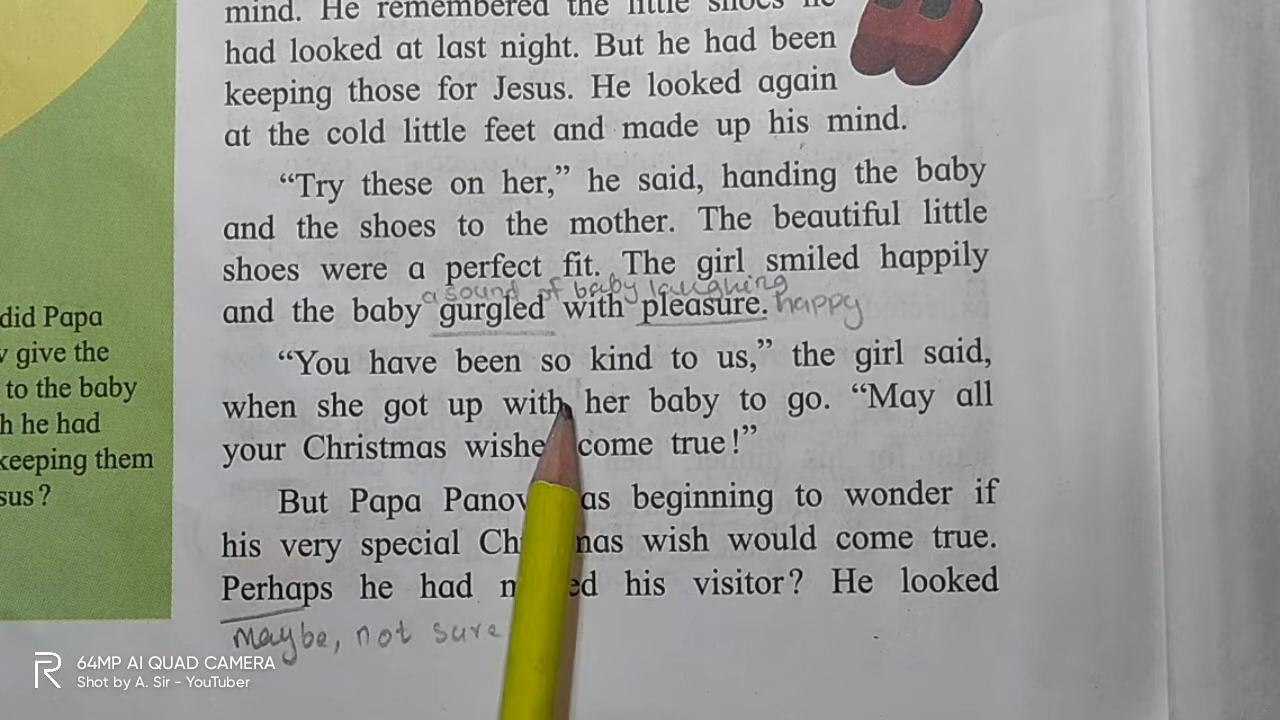 mind. He remembered the little shoes he
had looked at last night. But he had been
keeping those for Jesus. He looked again
at the cold little feet and made up his mind.
“Try these on her,” he said, handing the baby
and the shoes to the mother. The beautiful little
shoes were a perfect fit. The girl smiled happily
a sound of baby laughing
and the baby gurgled with pleasure. happy
“You have been so kind to us,” the girl said,
when she got up with her baby to go. “May all
your Christmas wishe come true!”
But Papa Panov as beginning to wonder if
his very special Ch mas wish would come true.
Perhaps he had m ed his visitor? He looked
maybe, not sure
did Papa
give the
to the baby
h he had
keeping them
sus?
64MP AI QUAD CAMERA
Shot by A. Sir - YouTuber